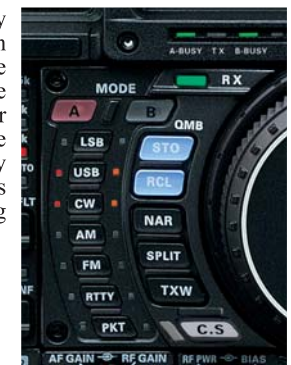 A-BUSY TX B-BUSY
RX
MODE
A B
QMB
LSB STO
USB RCL
CW
NAR
AM
SPLIT
FM
TXW
RTTY
PKT
C.S
AF GAIN RF GAIN RF PWR BIAS